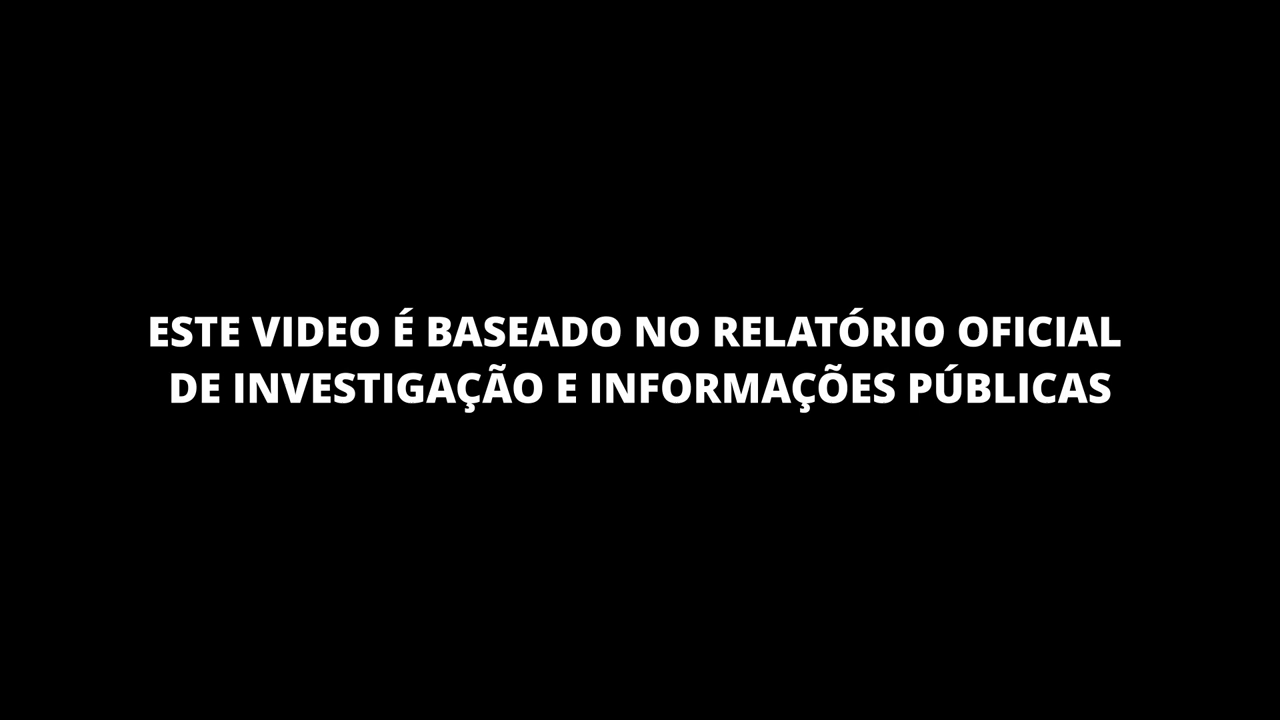 ESTE VIDEO É BASEADO NO RELATÓRIO OFICIAL
DE INVESTIGAÇÃO E INFORMAÇÕES PÚBLICAS